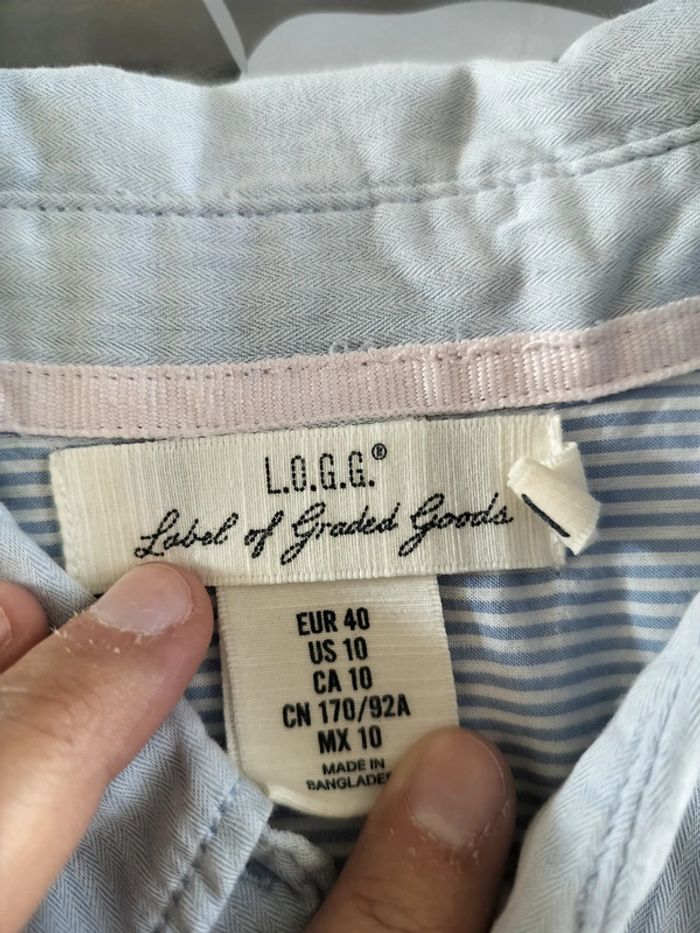 L.O.G.G.®
Label of Graded Goods
EUR 40
US 10
CA 10
CN 170/92A
MX 10
MADE IN